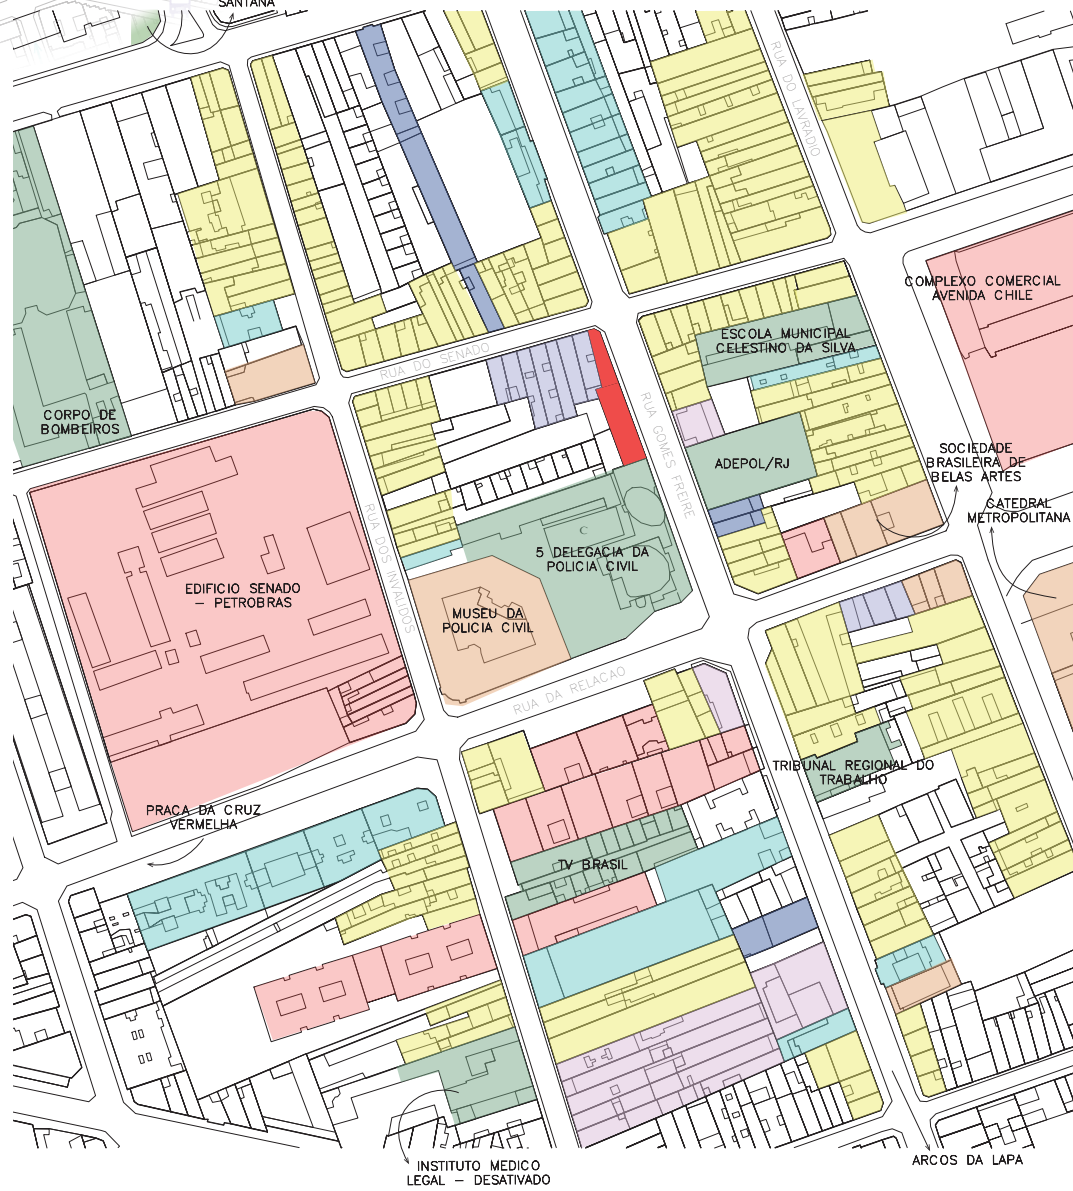 SANTANA
RUA DO LAVRADIO
COMPLEXO COMERCIAL
AVENIDA CHILE
ESCOLA MUNICIPAL
CELESTINO DA SILVA
RUA DO SENADO
CORPO DE
BOMBEIROS
RUA GOMES FREIRE
ADEPOL/RJ
SOCIEDADE
BRASILEIRA DE
BELAS ARTES
CATEDRAL
METROPOLITANA
RUA DOS INVALIDOS
5 DELEGACIA DA
POLICIA CIVIL
EDIFICIO SENADO
– PETROBRAS
MUSEU DA
POLICIA CIVIL
RUA DA RELACAO
TRIBUNAL REGIONAL DO
TRABALHO
PRACA DA CRUZ
VERMELHA
TV BRASIL
INSTITUTO MEDICO
LEGAL – DESATIVADO
ARCOS DA LAPA